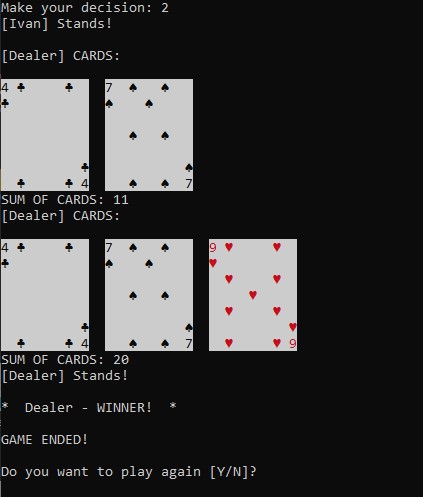 Make your decision: 2
[Ivan] Stands!
[Dealer] CARDS:
4 ♣ ♣ 7 ♠ ♠
♣ ♠ ♠
♠ ♠
♣ ♠
♣ ♣ 4 ♠ ♠ 7
SUM OF CARDS: 11
[Dealer] CARDS:
4 ♣ ♣ 7 ♠ ♠ 9 ♥ ♥
♣ ♠ ♠ ♥
♥ ♥
♠ ♠ ♥
♥ ♥
♣ ♠ ♥
♣ ♣ 4 ♠ ♠ 7 ♥ ♥ 9
SUM OF CARDS: 20
[Dealer] Stands!
* Dealer - WINNER! *
GAME ENDED!
Do you want to play again [Y/N]?